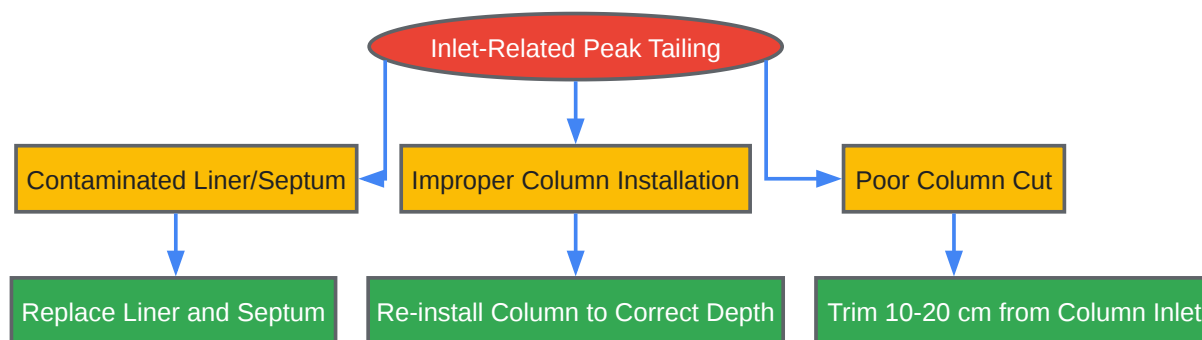 Inlet-Related Peak Tailing
Contaminated Liner/Septum
Improper Column Installation
Poor Column Cut
Replace Liner and Septum
Re-install Column to Correct Depth
Trim 10-20 cm from Column Inlet